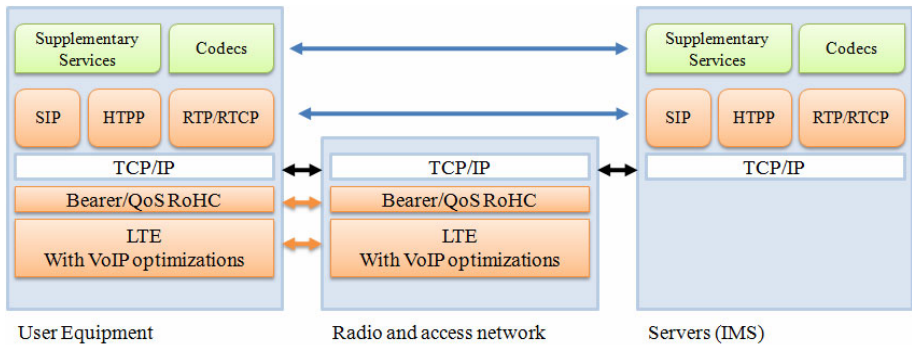 Supplementary
Services
Codecs
SIP
HTPP
RTP/RTCP
TCP/IP
Bearer/QoS RoHC
LTE
With VoIP optimizations
User Equipment
TCP/IP
Bearer/QoS RoHC
LTE
With VoIP optimizations
Radio and access network
Supplementary
Services
Codecs
SIP
HTPP
RTP/RTCP
TCP/IP
Servers (IMS)